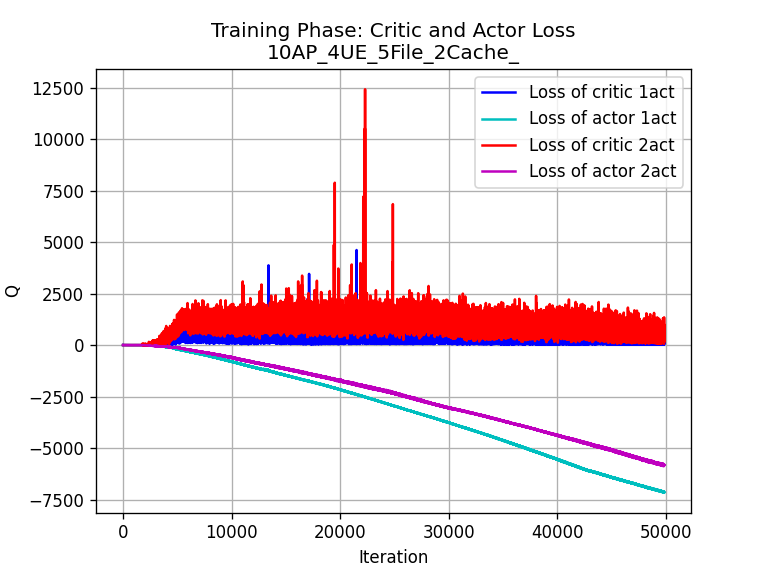 Training Phase: Critic and Actor Loss
10AP_4UE_5File_2Cache_
Loss of critic 1act
Loss of actor 1act
Loss of critic 2act
Loss of actor 2act
12500
10000
7500
5000
2500
0
−2500
−5000
−7500
Q
0 10000 20000 30000 40000 50000
Iteration